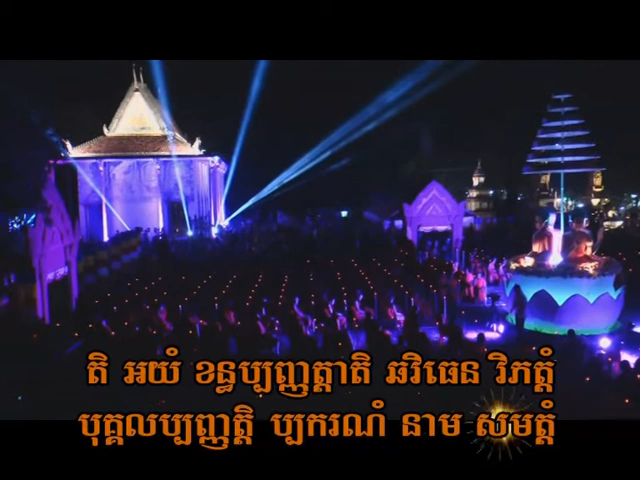 តិ អយំ ខន្ធប្បញ្ញត្តាតិ ឆវិធេន វិភត្តំ
បុគ្គលប្បញ្ញត្តិ ប្បករណំ នាម សមត្តំ